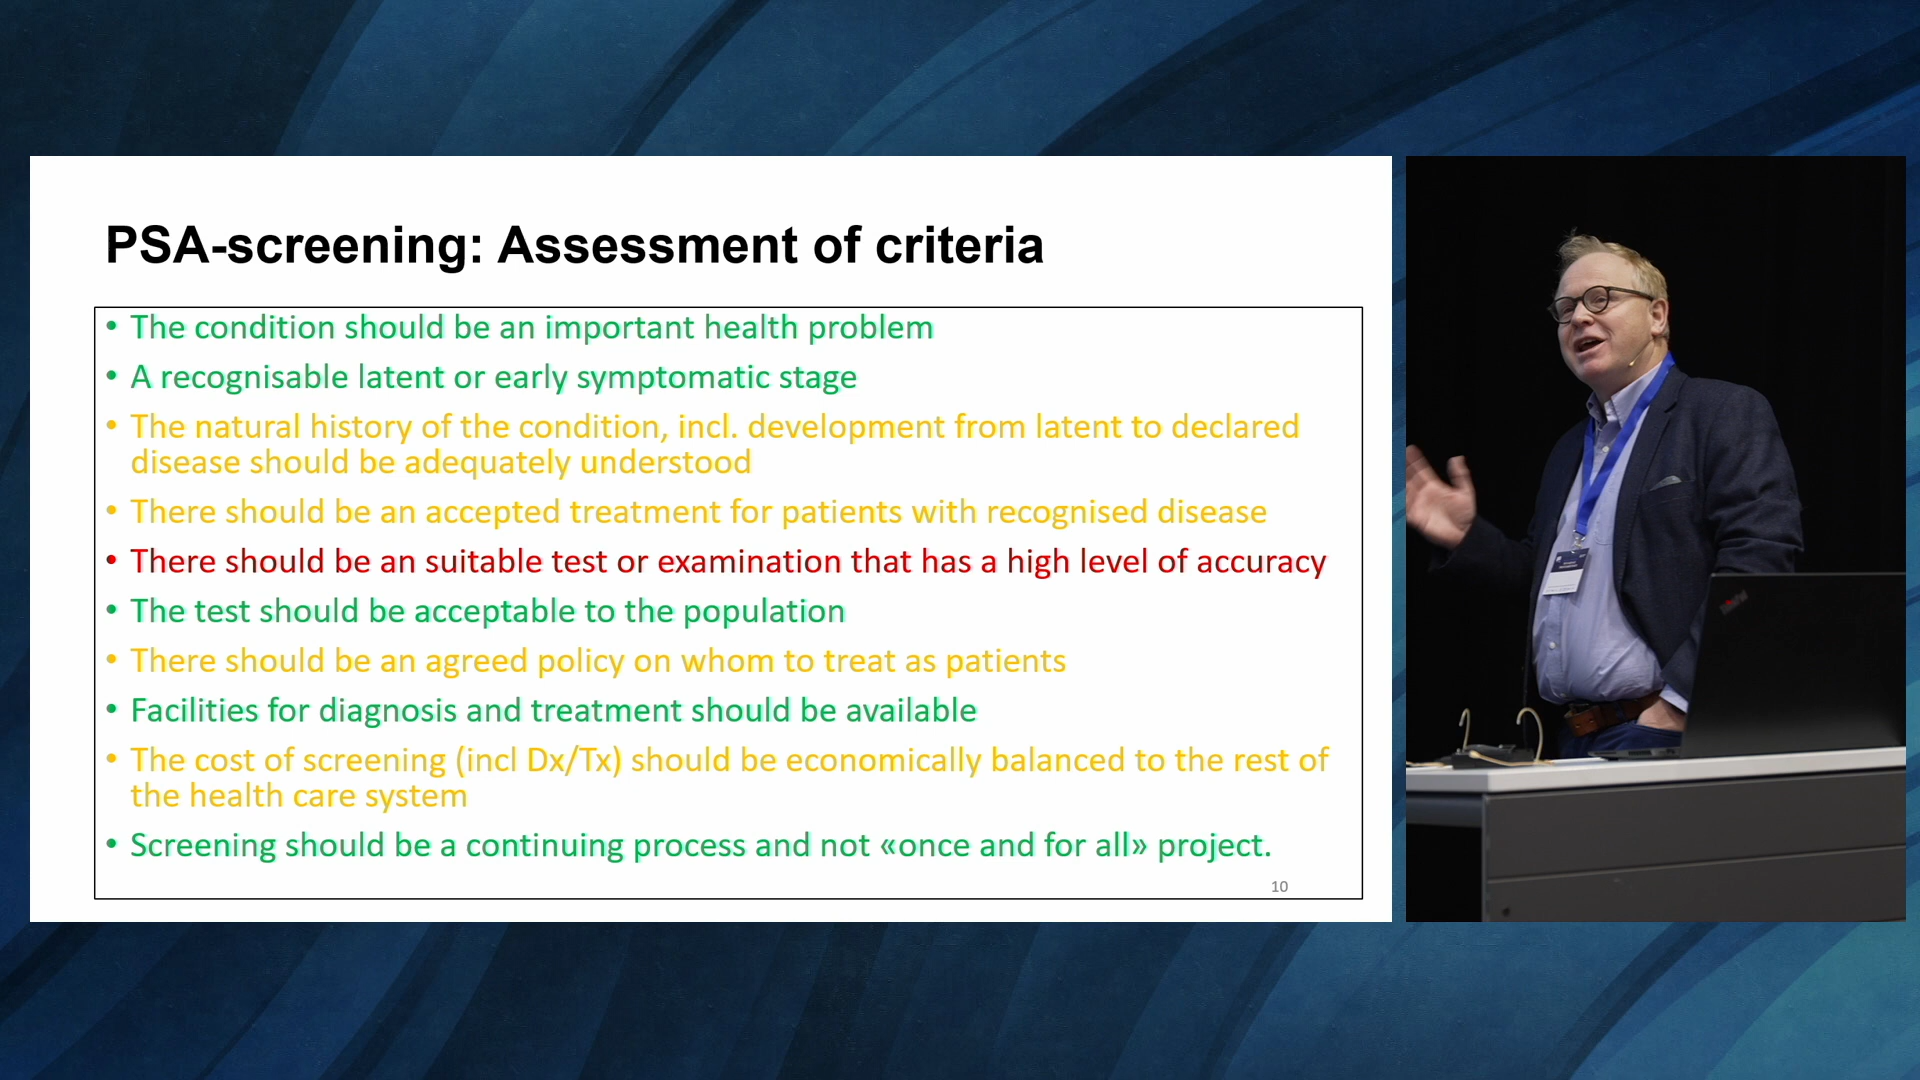 PSA-screening: Assessment of criteria
• The condition should be an important health problem
• A recognisable latent or early symptomatic stage
• The natural history of the condition, incl. development from latent to declared
disease should be adequately understood
• There should be an accepted treatment for patients with recognised disease
• There should be an suitable test or examination that has a high level of accuracy
• The test should be acceptable to the population
• There should be an agreed policy on whom to treat as patients
• Facilities for diagnosis and treatment should be available
• The cost of screening (incl Dx/Tx) should be economically balanced to the rest of
the health care system
• Screening should be a continuing process and not «once and for all» project.
10